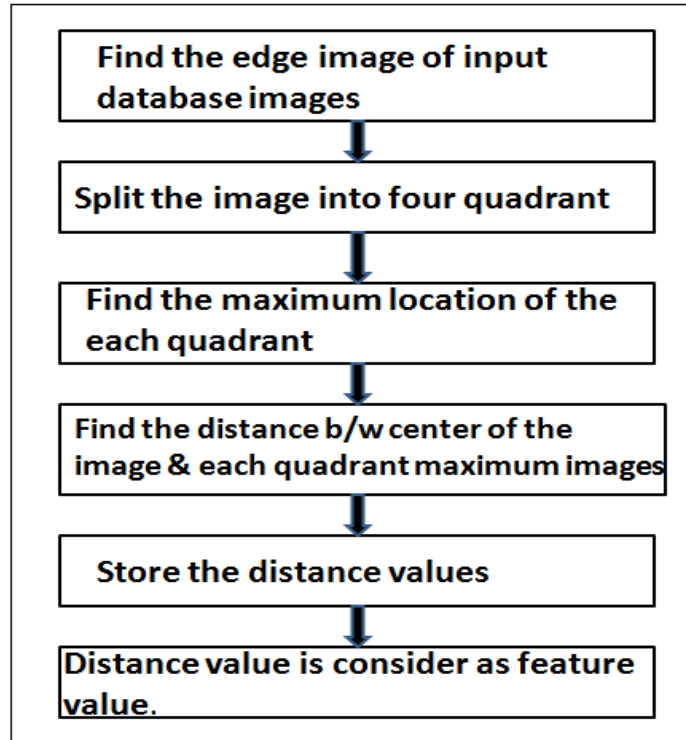 Find the edge image of input
database images
Split the image into four quadrant
Find the maximum location of the
each quadrant
Find the distance b/w center of the
image & each quadrant maximum images
Store the distance values
Distance value is consider as feature
value.